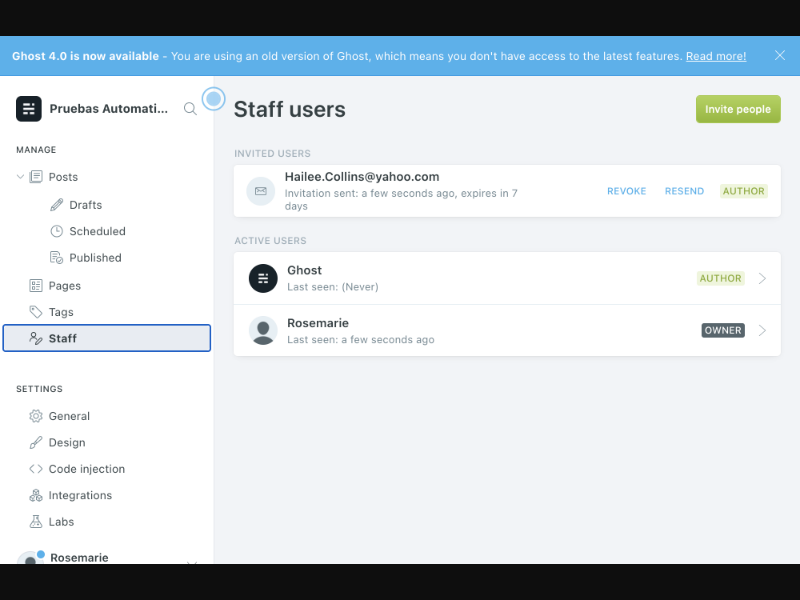 Ghost 4.0 is now available - You are using an old version of Ghost, which means you don't have access to the latest features. Read more!
Pruebas Automati...
Staff users
Invite people
MANAGE
Posts
Drafts
Scheduled
Published
Pages
Tags
Staff
SETTINGS
General
Design
Code injection
Integrations
Labs
Rosemarie
INVITED USERS
Hailee.Collins@yahoo.com
Invitation sent: a few seconds ago, expires in 7
days
REVOKE
RESEND
AUTHOR
ACTIVE USERS
Ghost
Last seen: (Never)
AUTHOR
Rosemarie
Last seen: a few seconds ago
OWNER